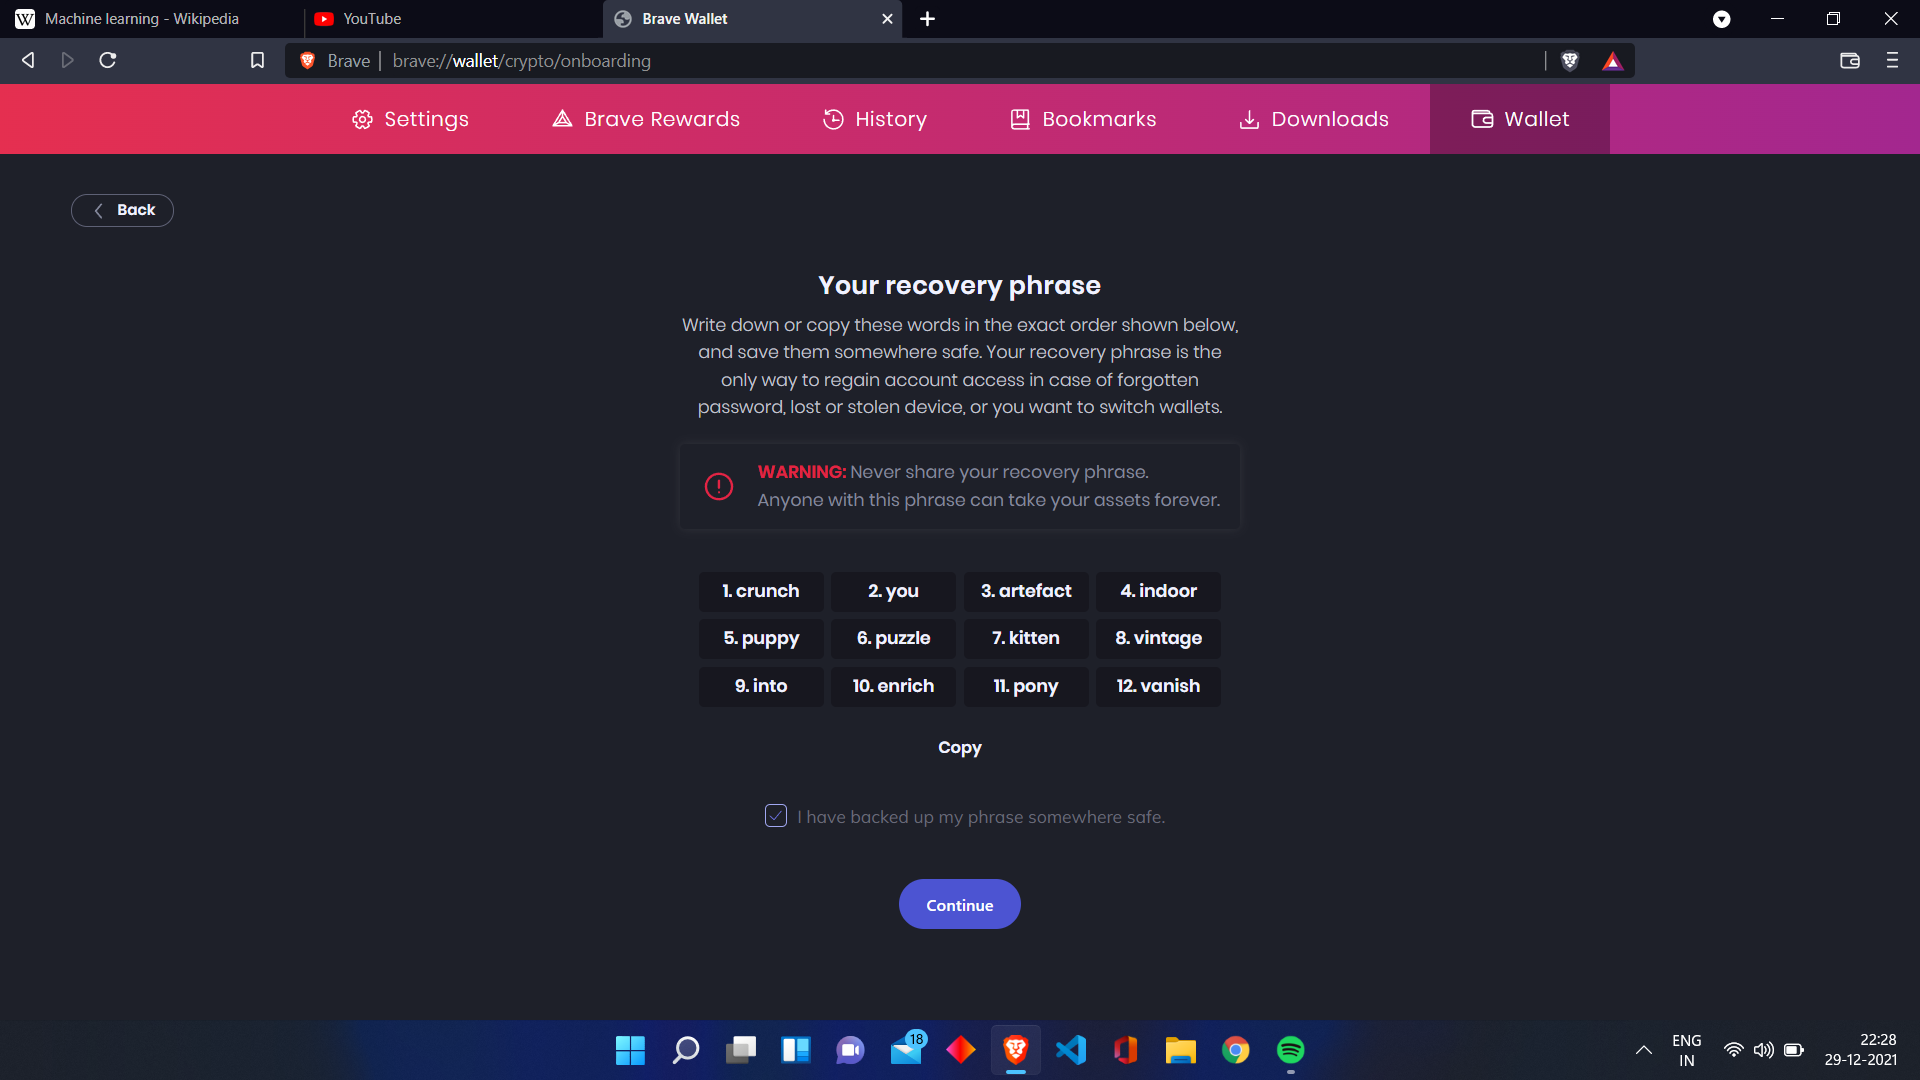 Machine learning - Wikipedia
YouTube
Brave Wallet
Brave | brave://wallet/crypto/onboarding
Settings
Brave Rewards
History
Bookmarks
Downloads
Wallet
Back
Your recovery phrase
Write down or copy these words in the exact order shown below,
and save them somewhere safe. Your recovery phrase is the
only way to regain account access in case of forgotten
password, lost or stolen device, or you want to switch wallets.
WARNING: Never share your recovery phrase.
Anyone with this phrase can take your assets forever.
1. crunch 2. you 3. artefact 4. indoor
5. puppy 6. puzzle 7. kitten 8. vintage
9. into 10. enrich 11. pony 12. vanish
Copy
I have backed up my phrase somewhere safe.
Continue
18
ENG
IN
22:28
29-12-2021